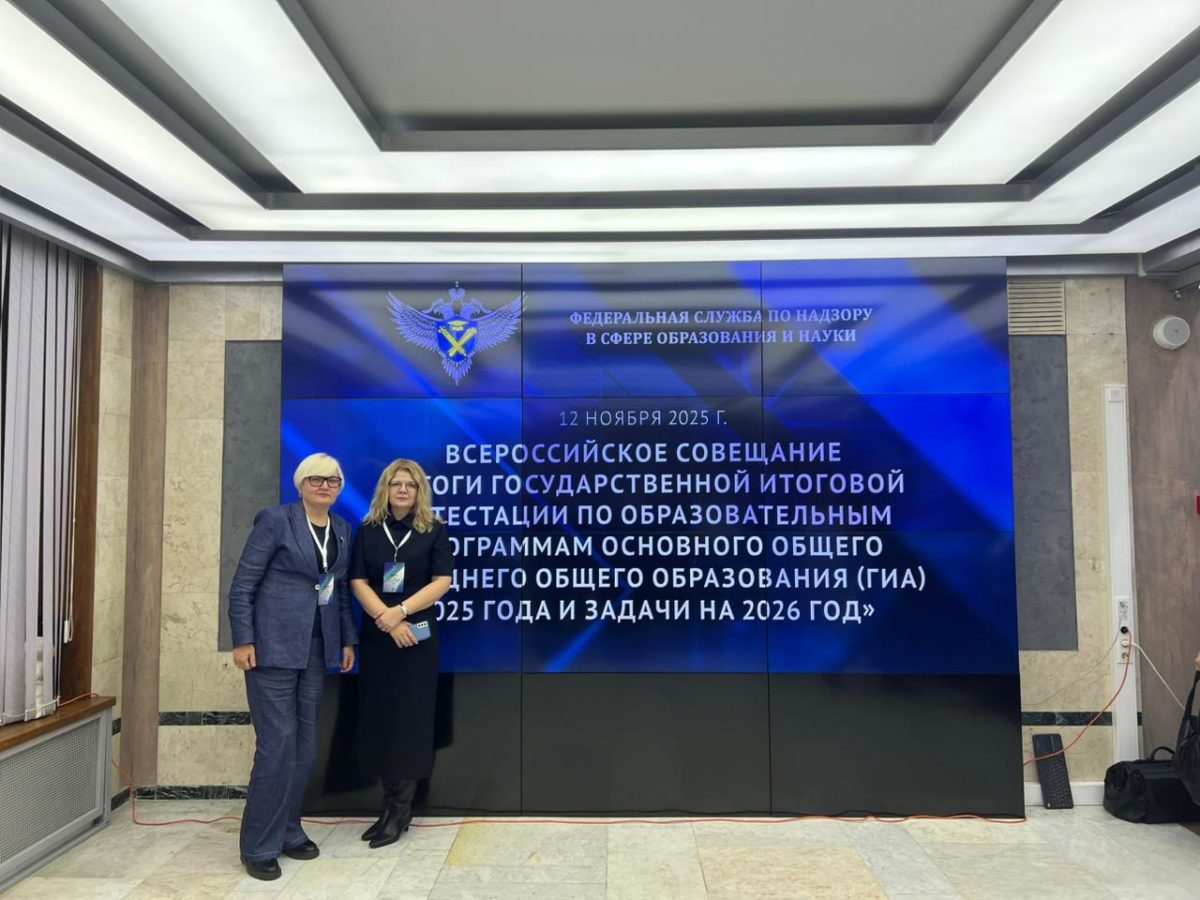 ФЕДЕРАЛЬНАЯ СЛУЖБА ПО НАДЗОРУ
В СФЕРЕ ОБРАЗОВАНИЯ И НАУКИ
12 НОЯБРЯ 2025 Г.
ВСЕРОССИЙСКОЕ СОВЕЩАНИЕ
ТОГИ ГОСУДАРСТВЕННОЙ ИТОГОВОЙ
ТЕСТАЦИИ ПО ОБРАЗОВАТЕЛЬНЫМ
ОГРАММАМ ОСНОВНОГО ОБЩЕГО
ДНЕГО ОБЩЕГО ОБРАЗОВАНИЯ (ГИА)
025 ГОДА И ЗАДАЧИ НА 2026 ГОД»